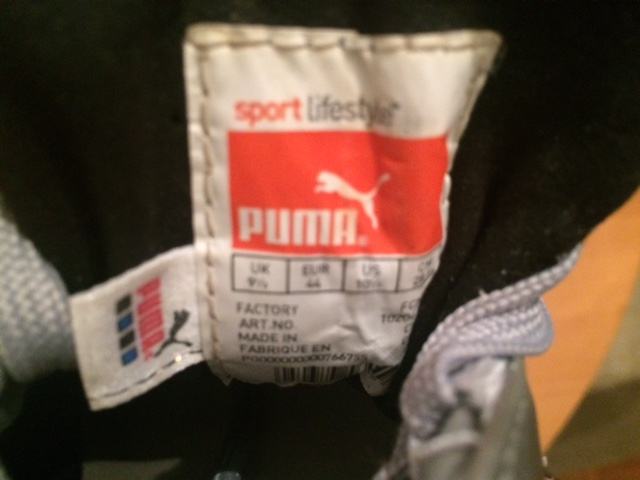 sport lifestyle
PUMA
UK EUR US
9½ 44 10½
FACTORY
ART.NO.
MADE IN
FABRIQUE EN
PUMA